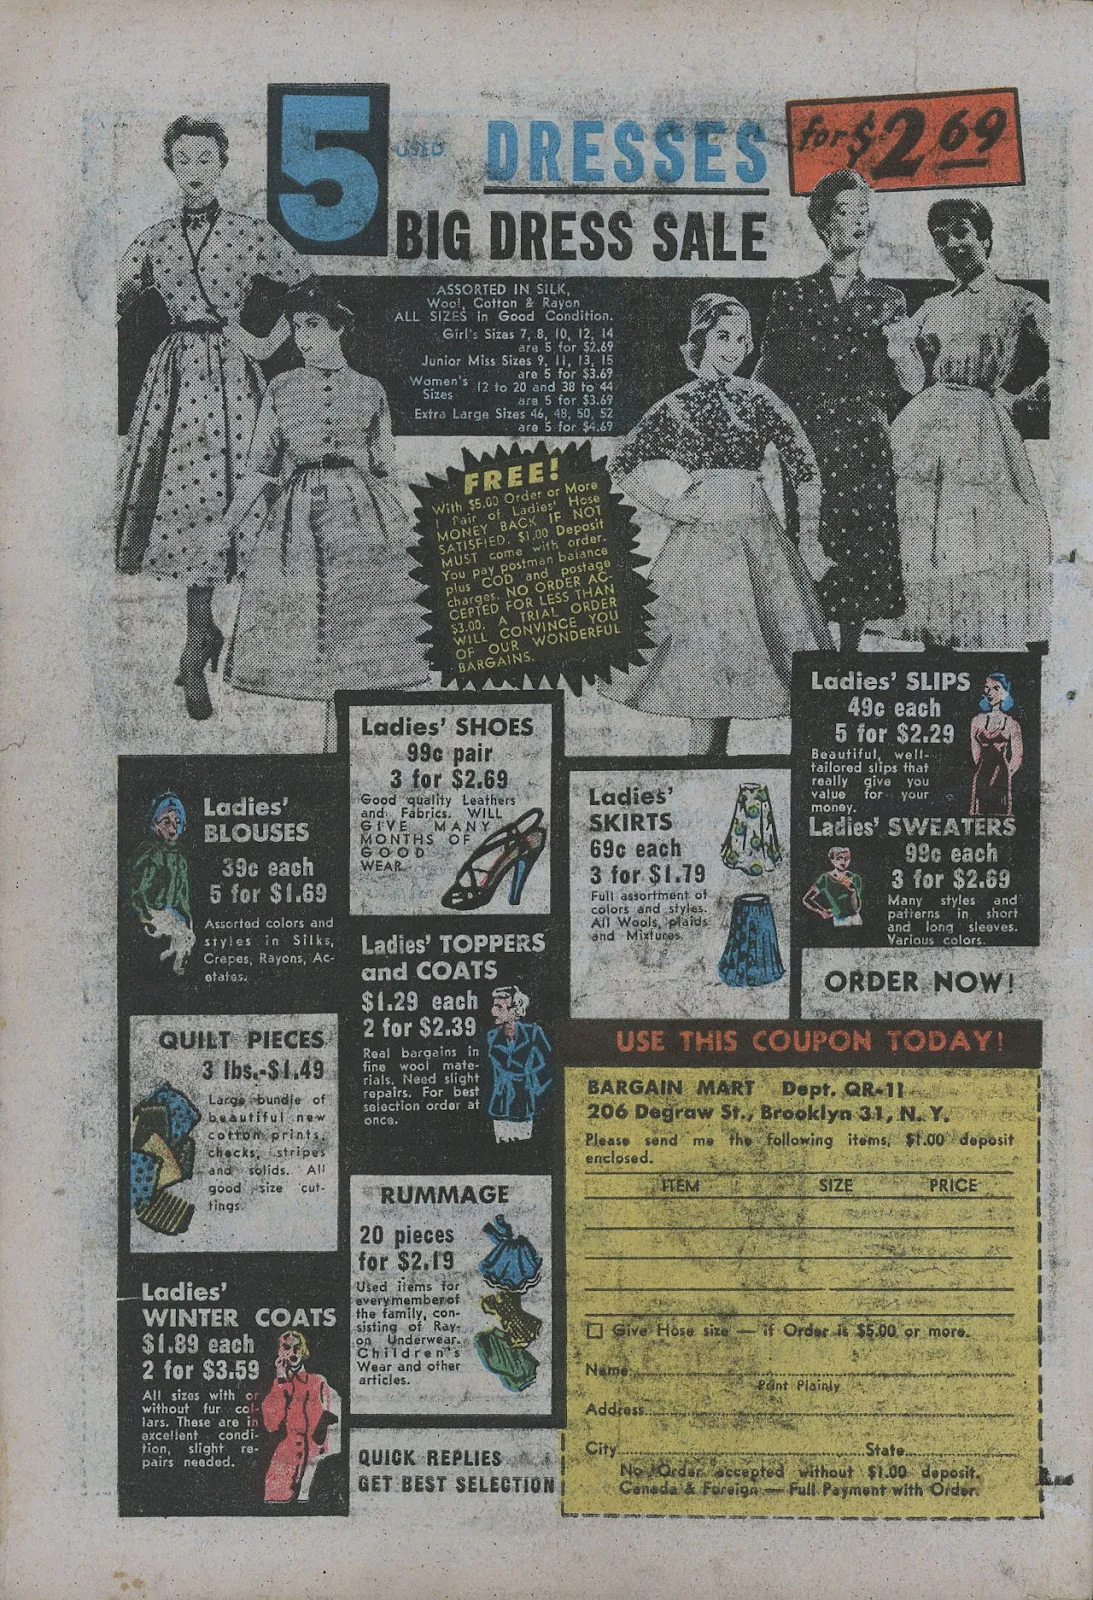 5 USED DRESSES for $2.69
BIG DRESS SALE
ASSORTED IN SILK,
Wool, Cotton & Rayon
ALL SIZES in Good Condition.
Girl's Sizes 7, 8, 10, 12, 14
are 5 for $2.69
Junior Miss Sizes 9, 11, 13, 15
are 5 for $3.69
Women's Sizes 12 to 20 and 38 to 44
are 5 for $3.69
Extra Large Sizes 46, 48, 50, 52
are 5 for $4.69
FREE!
With $5.00 Order or More
1 Pair of Ladies' Hose
MONEY BACK IF NOT
SATISFIED. $1.00 Deposit
MUST come with order.
You pay postman balance
plus COD and postage
charges. NO ORDER AC-
CEPTED FOR LESS THAN
$3.00. A TRIAL ORDER
WILL CONVINCE YOU
OF OUR WONDERFUL
BARGAINS.
Ladies' SLIPS
49c each
5 for $2.29
Beautiful, well-
tailored slips that
really give you
value for your
money.
Ladies' SHOES
99c pair
3 for $2.69
Good quality Leathers
and Fabrics. WILL
GIVE MANY
MONTHS OF
GOOD
WEAR.
Ladies'
BLOUSES
39c each
5 for $1.69
Assorted colors and
styles in Silks,
Crepes, Rayons, Ac-
etates.
Ladies'
SKIRTS
69c each
3 for $1.79
Full assortment of
colors and styles.
All Wools, plaids
and Mixtures.
Ladies' SWEATERS
99c each
3 for $2.69
Many styles and
patterns in short
and long sleeves.
Various colors.
Ladies' TOPPERS
and COATS
$1.29 each
2 for $2.39
Real bargains in
fine wool mate-
rials. Need slight
repairs. For best
selection order at
once.
ORDER NOW!
QUILT PIECES
3 lbs.-$1.49
Large bundle of
beautiful new
cotton prints,
checks, stripes
and solids. All
good size cut-
tings.
RUMMAGE
20 pieces
for $2.19
Used items for
every member of
the family, con-
sisting of Ray-
on Underwear.
Children's
Wear and other
articles.
Ladies'
WINTER COATS
$1.89 each
2 for $3.59
All sizes with or
without fur col-
lars. These are in
excellent condi-
tion, slight re-
pairs needed.
QUICK REPLIES
GET BEST SELECTION
USE THIS COUPON TODAY!
BARGAIN MART Dept. QR-11
206 Degraw St., Brooklyn 31, N. Y.
Please send me the following items, $1.00 deposit
enclosed.
ITEM SIZE PRICE
Give Hose size — if Order is $5.00 or more.
Name
Print Plainly
Address
City State
No Order accepted without $1.00 deposit.
Canada & Foreign — Full Payment with Order.